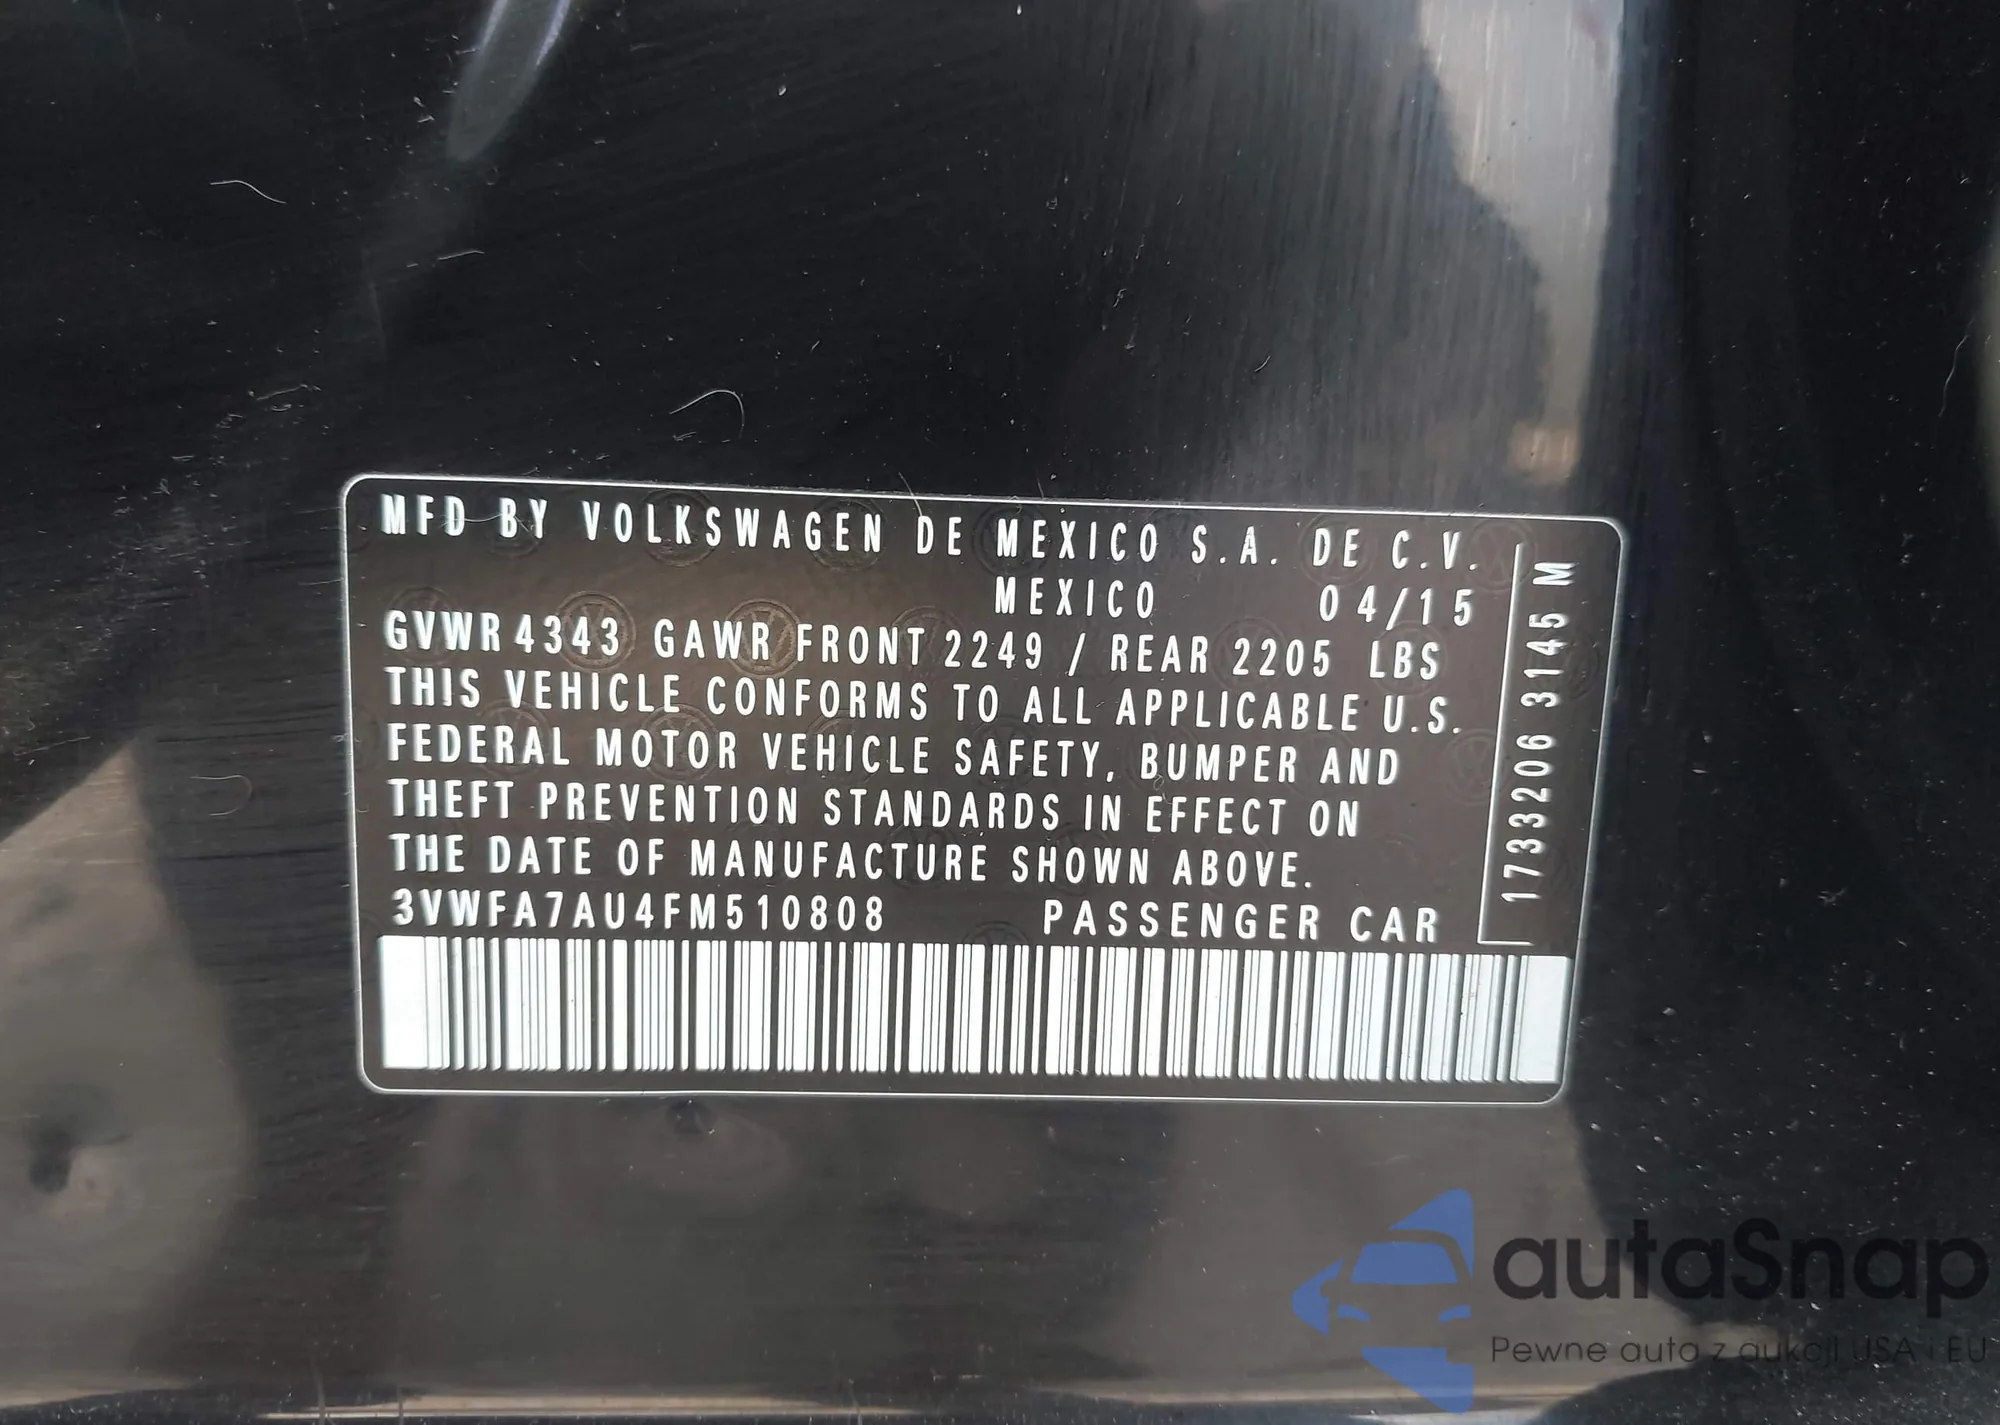 MFD BY VOLKSWAGEN DE MEXICO S.A. DE C.V.
MEXICO 04/15
GVWR 4343 GAWR FRONT 2249 / REAR 2205 LBS
THIS VEHICLE CONFORMS TO ALL APPLICABLE U.S.
FEDERAL MOTOR VEHICLE SAFETY, BUMPER AND
THEFT PREVENTION STANDARDS IN EFFECT ON
THE DATE OF MANUFACTURE SHOWN ABOVE.
3VWFA7AU4FM510808 PASSENGER CAR
1733206 3145 M
autaSnap
Pewne auta z aukcji USA i EU